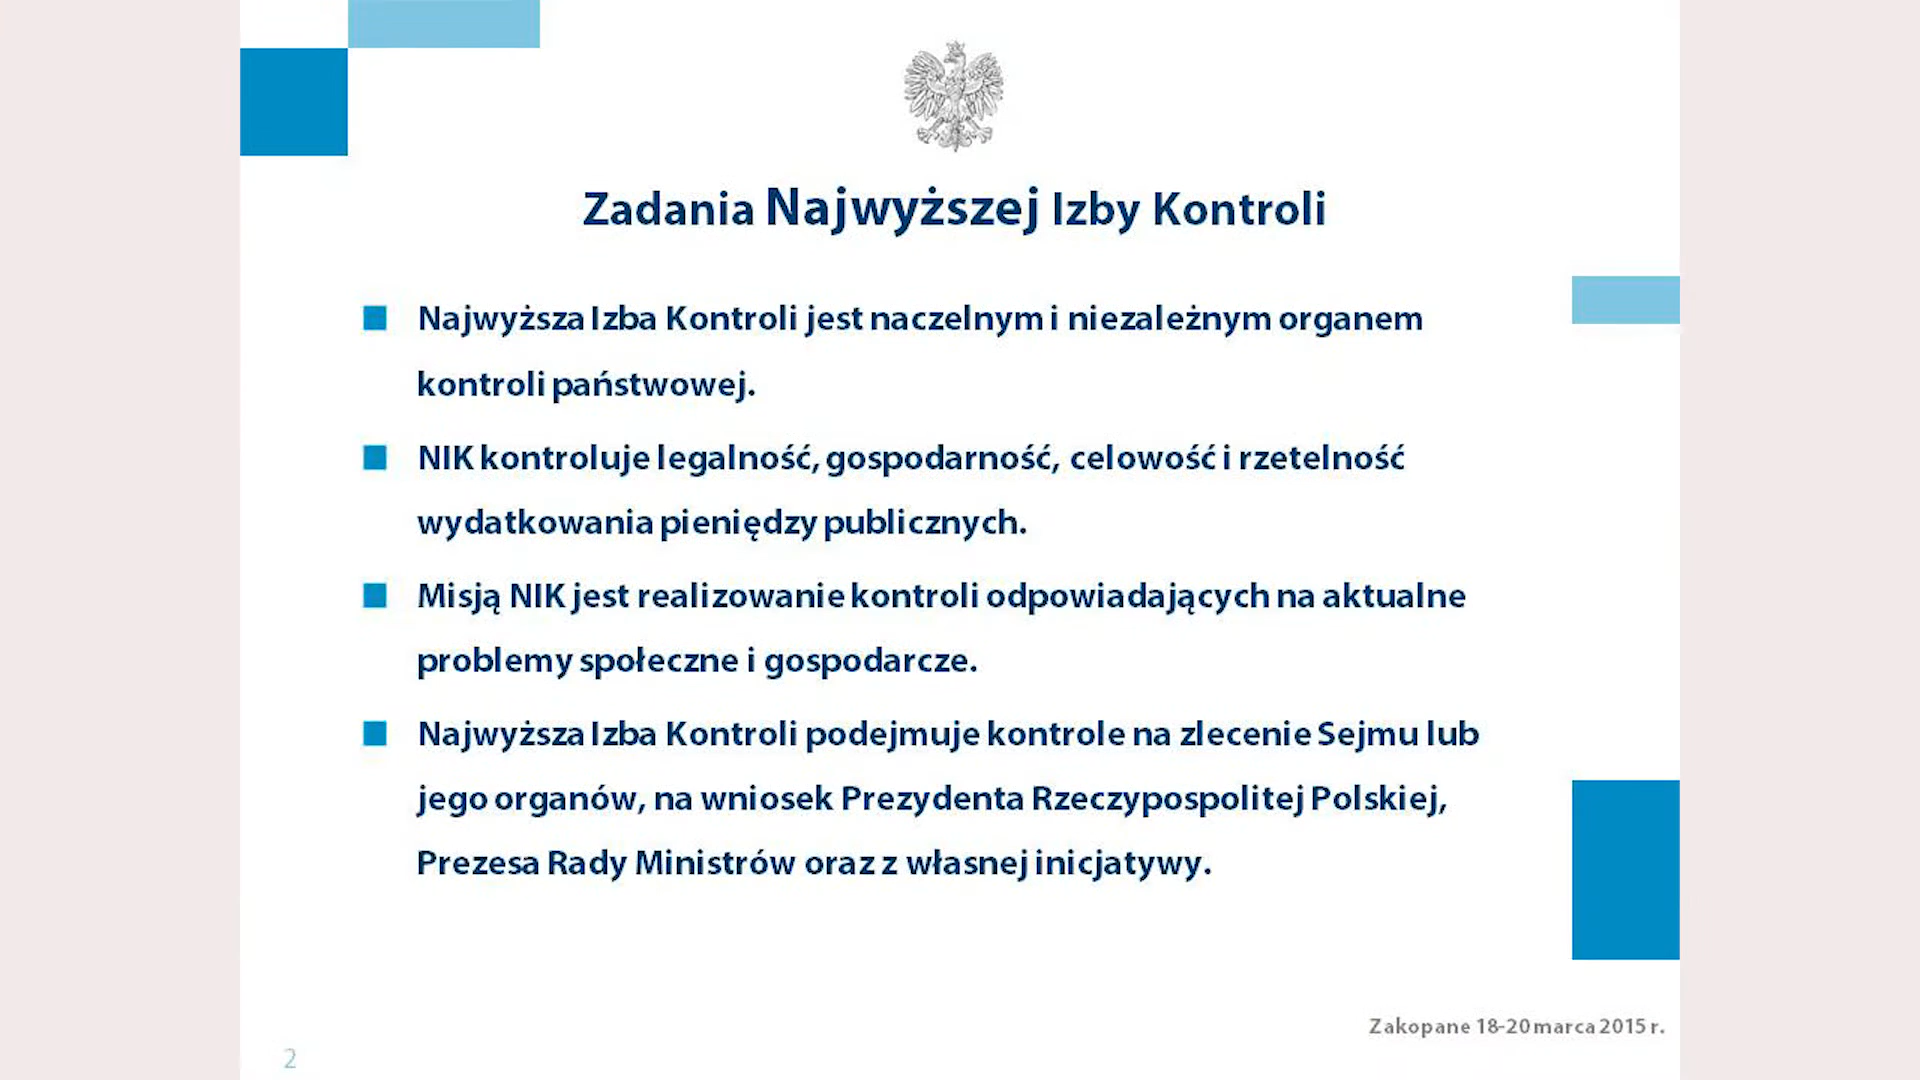 Zadania Najwyższej Izby Kontroli
Najwyższa Izba Kontroli jest naczelnym i niezależnym organem
kontroli państwowej.
NIK kontroluje legalność, gospodarność, celowość i rzetelność
wydatkowania pieniędzy publicznych.
Misją NIK jest realizowanie kontroli odpowiadających na aktualne
problemy społeczne i gospodarcze.
Najwyższa Izba Kontroli podejmuje kontrole na zlecenie Sejmu lub
jego organów, na wniosek Prezydenta Rzeczypospolitej Polskiej,
Prezesa Rady Ministrów oraz z własnej inicjatywy.
Zakopane 18-20 marca 2015 r.
2